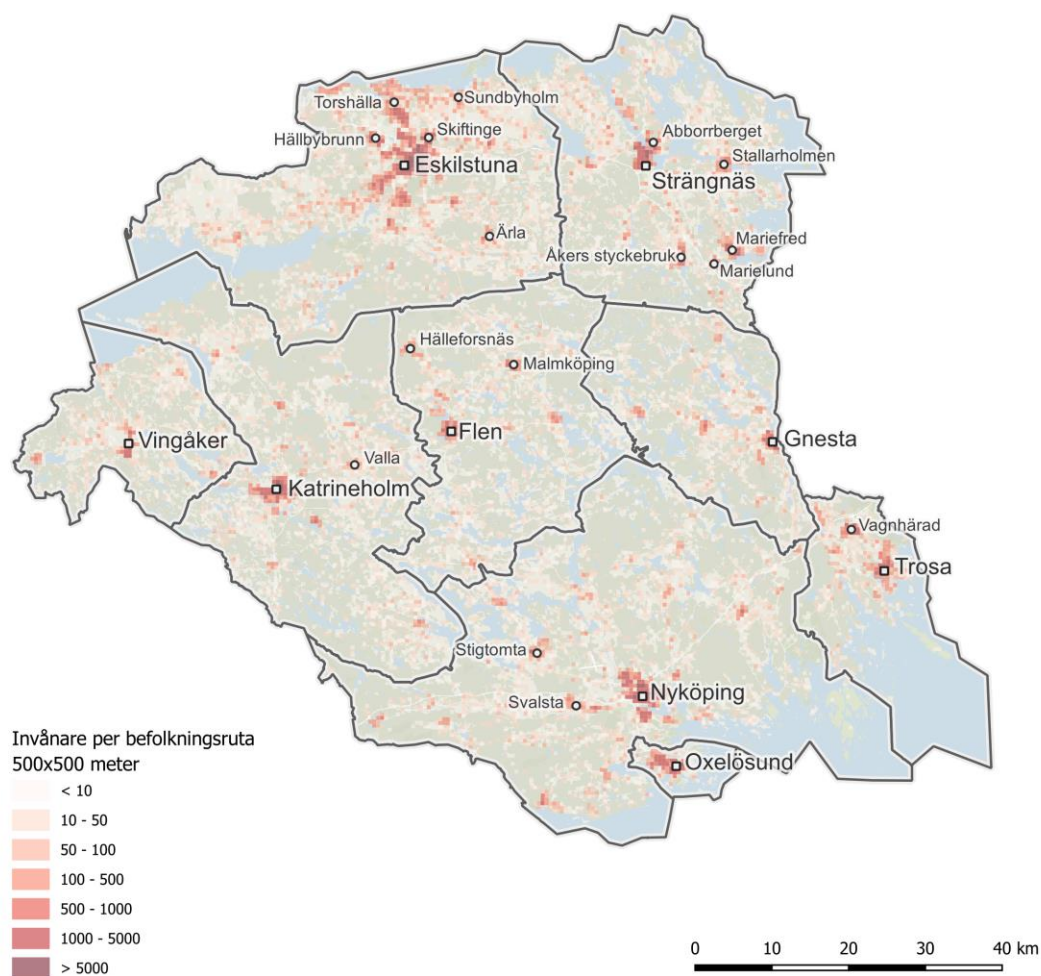 Torshälla
Sundbyholm
Hällbybrunn
Skiftinge
Eskilstuna
Abborrberget
Stallarholmen
Strängnäs
Ärla
Mariefred
Åkers styckebruk
Marielund
Hälleforsnäs
Malmköping
Vingåker
Flen
Gnesta
Valla
Katrineholm
Vagnhärad
Trosa
Stigtomta
Svalsta
Nyköping
Oxelösund
Invånare per befolkningsruta
500x500 meter
< 10
10 - 50
50 - 100
100 - 500
500 - 1000
1000 - 5000
> 5000
0 10 20 30 40 km